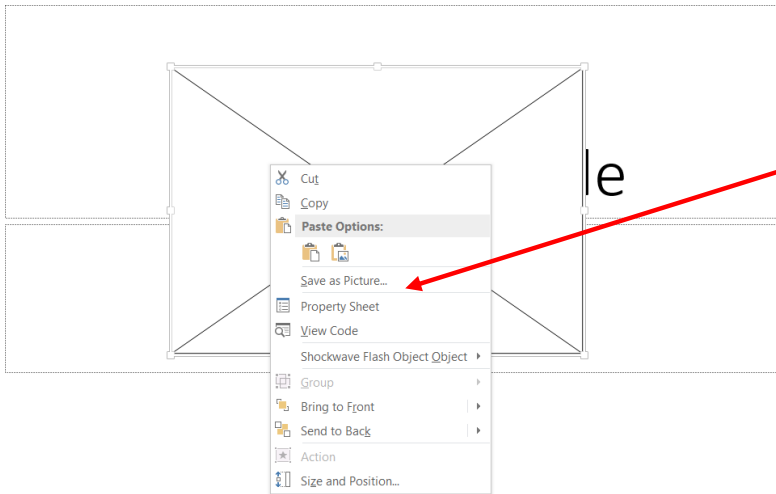 le
Cut
Copy
Paste Options:
Save as Picture...
Property Sheet
View Code
Shockwave Flash Object Object
Group
Bring to Front
Send to Back
Action
Size and Position...